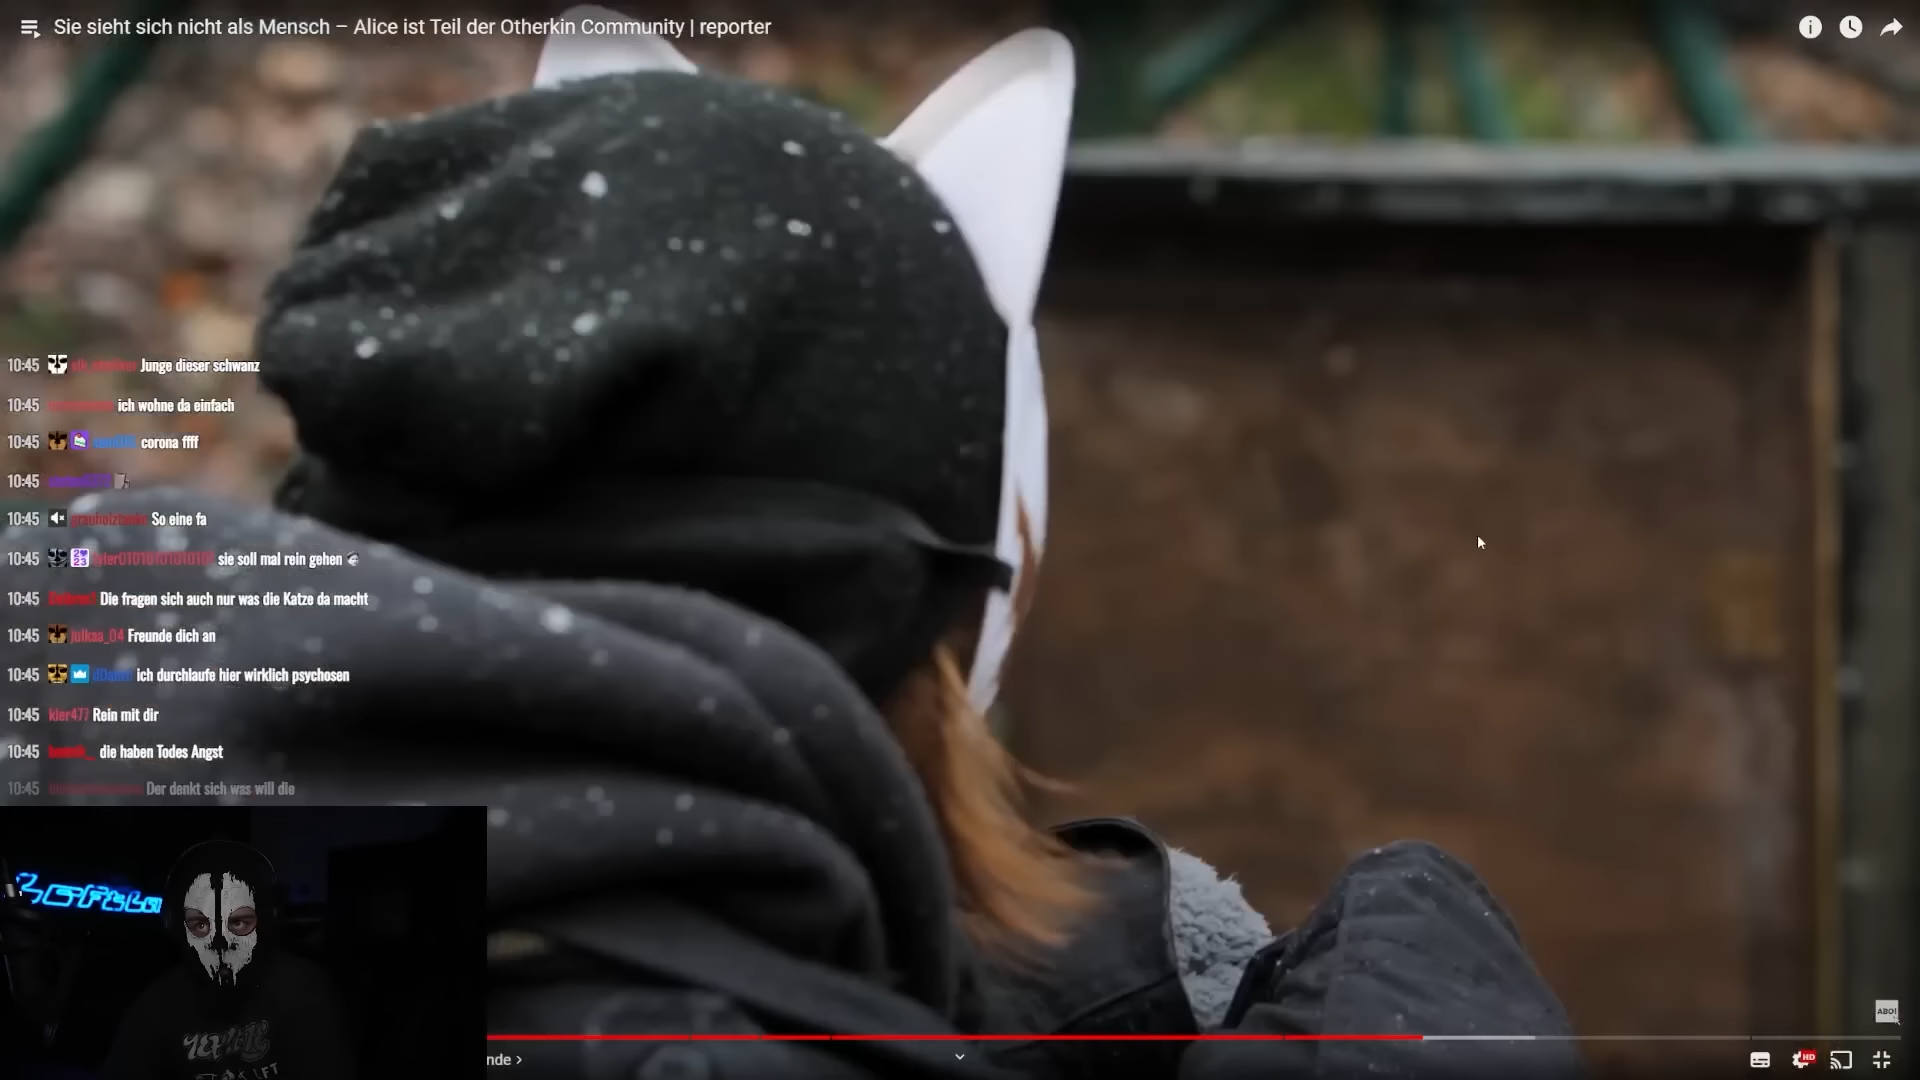 Sie sieht sich nicht als Mensch – Alice ist Teil der Otherkin Community | reporter
10:45 Junge dieser schwanz
10:45 ich wohne da einfach
10:45 corona ffff
10:45
10:45 So eine fa
10:45 sie soll mal rein gehen
10:45 Die fragen sich auch nur was die Katze da macht
10:45 julkaa_04 Freunde dich an
10:45 ich durchlaufe hier wirklich psychosen
10:45 kler477 Rein mit dir
10:45 die haben Todes Angst
10:45 Der denkt sich was will die
ABO!
nde >
HD